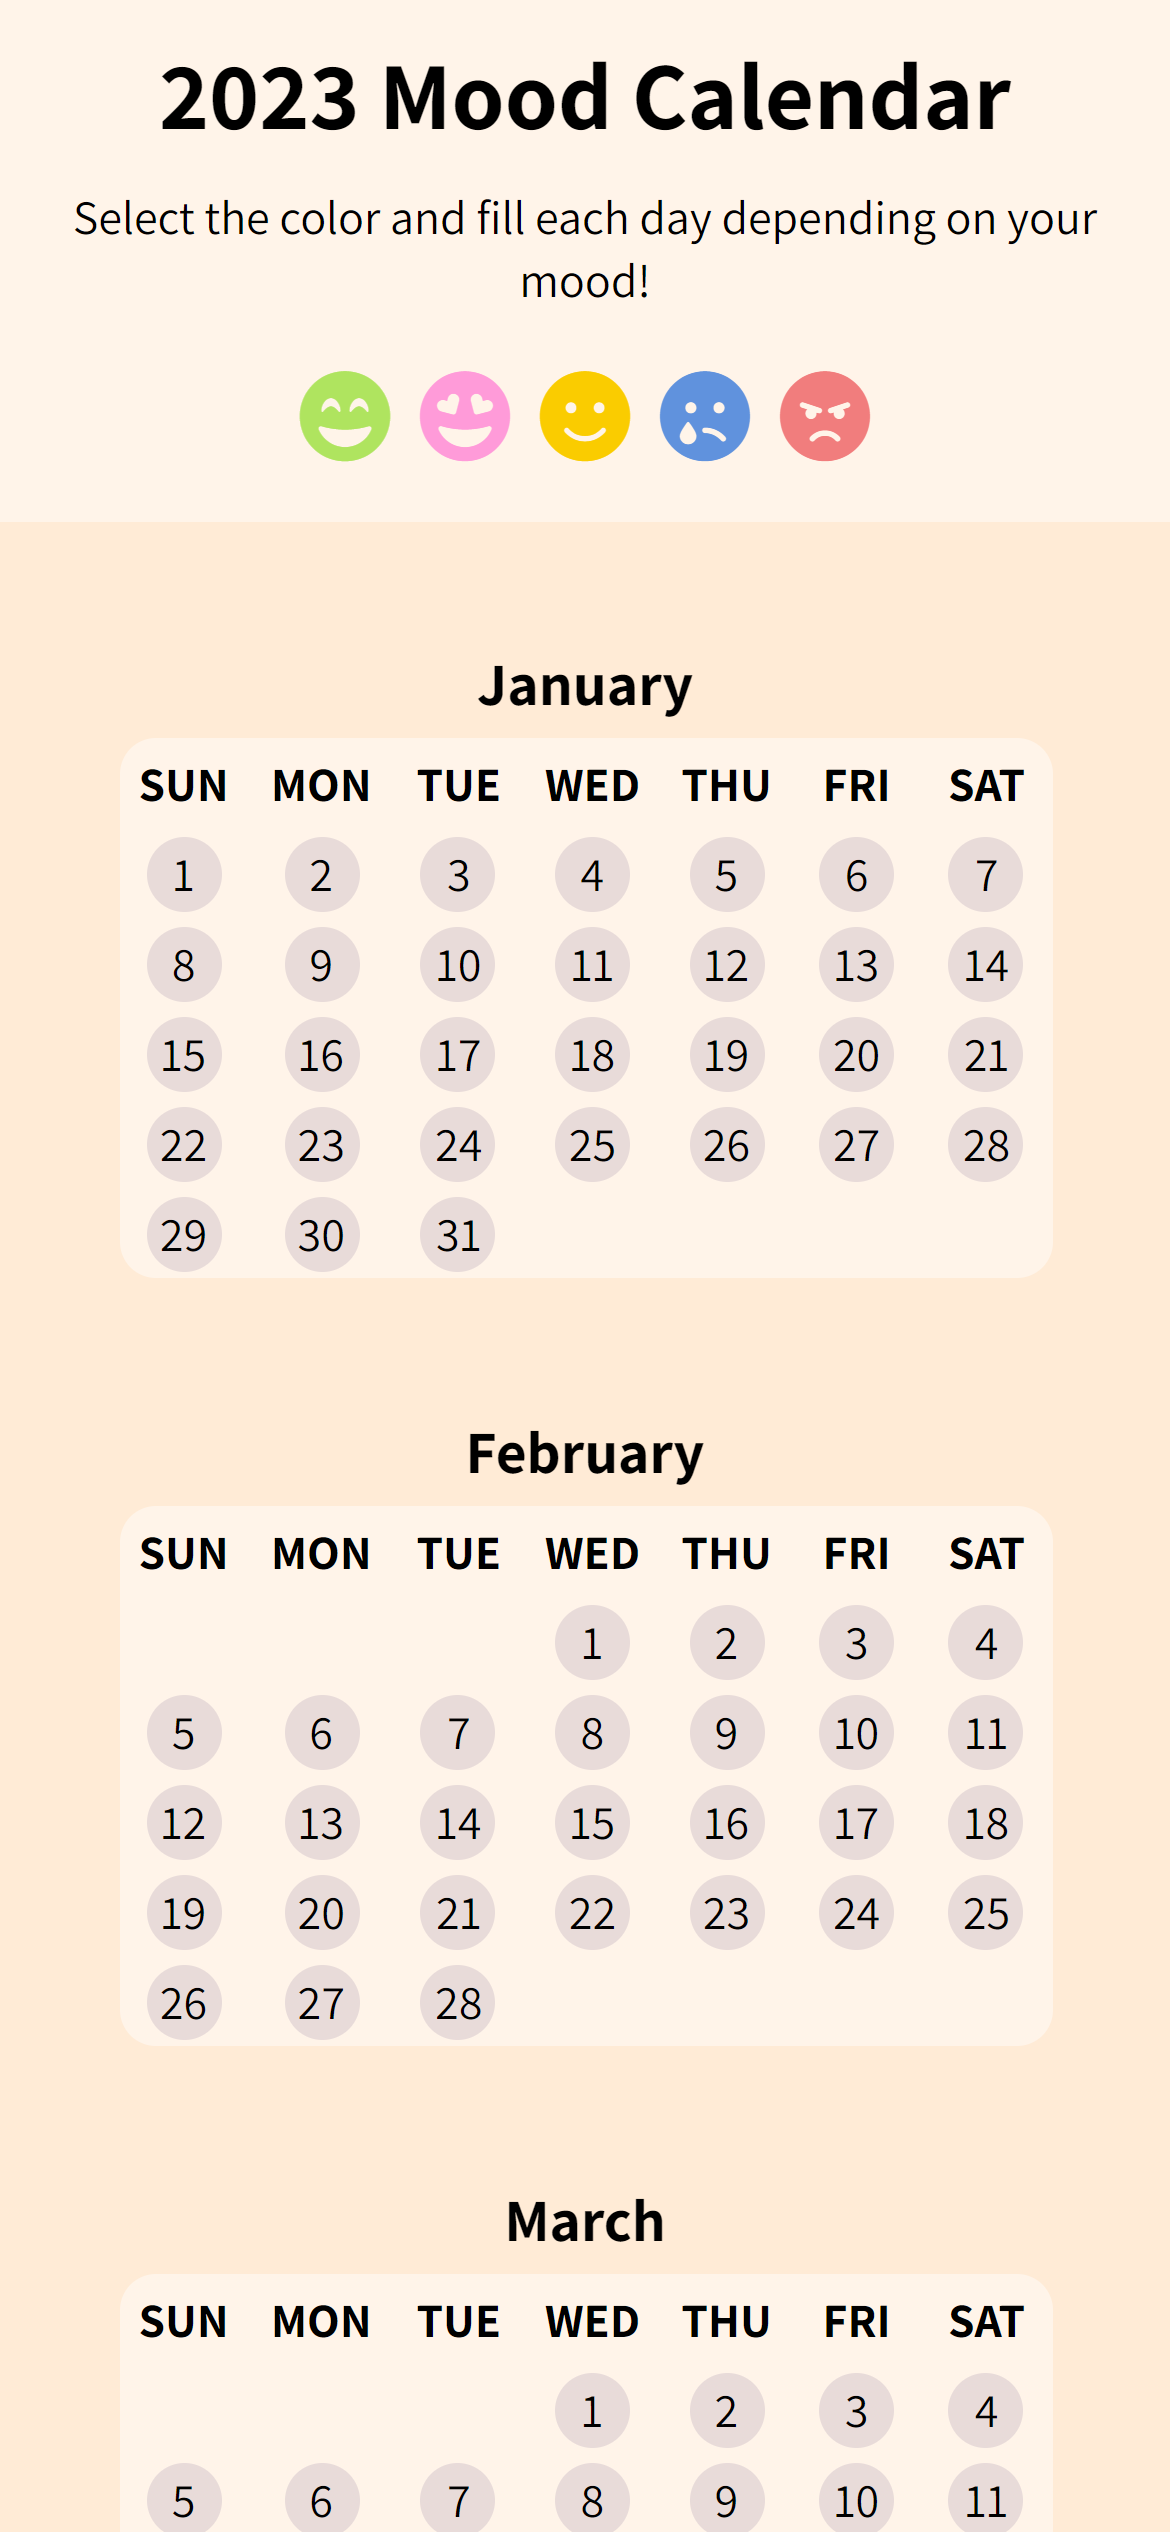 2023 Mood Calendar
Select the color and fill each day depending on your
mood!
January
SUN MON TUE WED THU FRI SAT
1 2 3 4 5 6 7
8 9 10 11 12 13 14
15 16 17 18 19 20 21
22 23 24 25 26 27 28
29 30 31
February
SUN MON TUE WED THU FRI SAT
1 2 3 4
5 6 7 8 9 10 11
12 13 14 15 16 17 18
19 20 21 22 23 24 25
26 27 28
March
SUN MON TUE WED THU FRI SAT
1 2 3 4
5 6 7 8 9 10 11